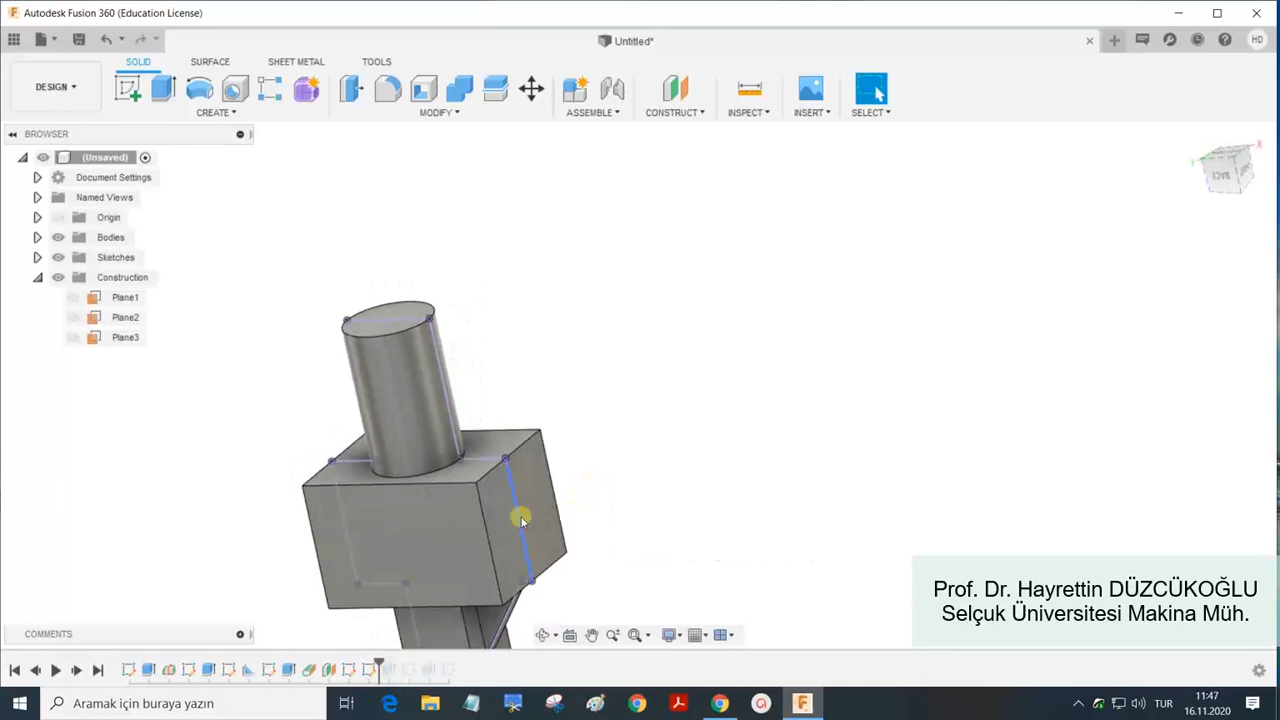 Autodesk Fusion 360 (Education License)
Untitled*
HD
SOLID
SURFACE
SHEET METAL
TOOLS
DESIGN
CREATE
MODIFY
ASSEMBLE
CONSTRUCT
INSPECT
INSERT
SELECT
BROWSER
(Unsaved)
Document Settings
Named Views
Origin
Bodies
Sketches
Construction
Plane1
Plane2
Plane3
X
Y
BACK
Prof. Dr. Hayrettin DÜZCÜKOĞLU
Selçuk Üniversitesi Makina Müh.
COMMENTS
Aramak için buraya yazın
TUR
11:47
16.11.2020